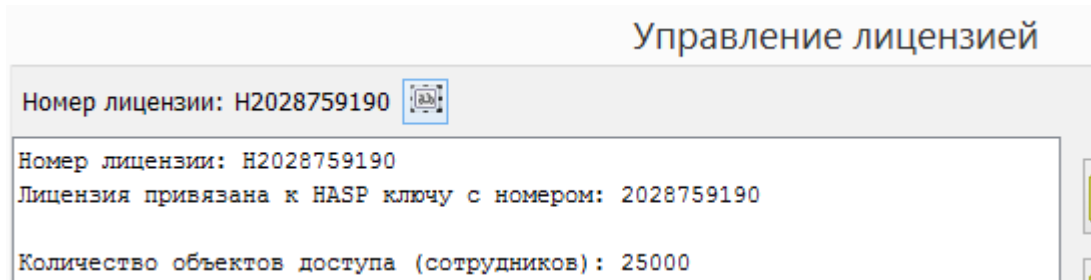 Управление лицензией
Номер лицензии: H2028759190
Номер лицензии: H2028759190
Лицензия привязана к HASP ключу с номером: 2028759190
Количество объектов доступа (сотрудников): 25000